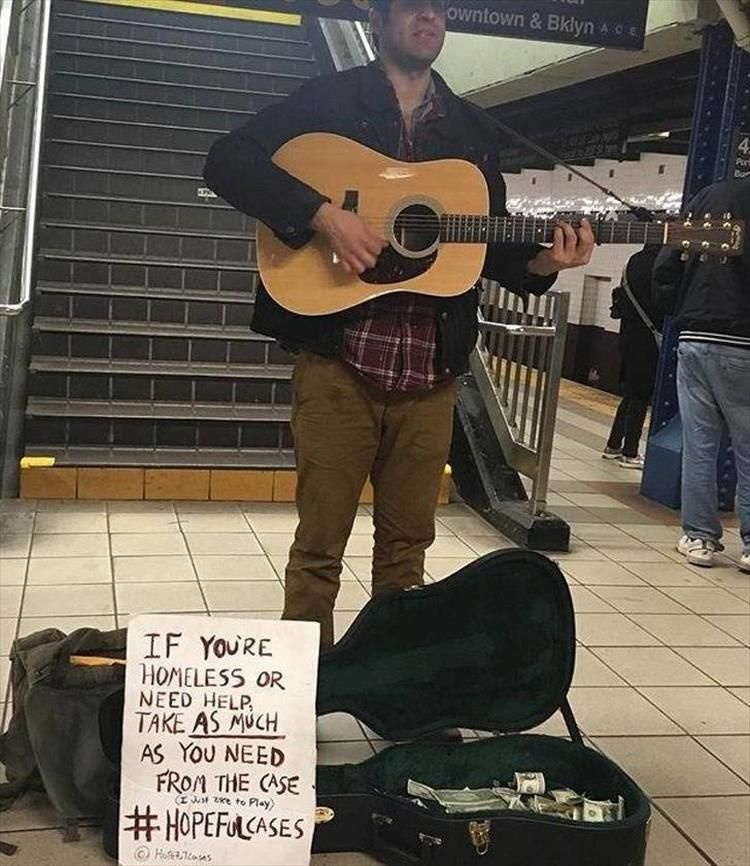 owntown & Bklyn A C E
IF YOU'RE
HOMELESS OR
NEED HELP,
TAKE AS MUCH
AS YOU NEED
FROM THE CASE
(I Just like to Play)
# HOPEFULCASES
© HOPEFULCASES